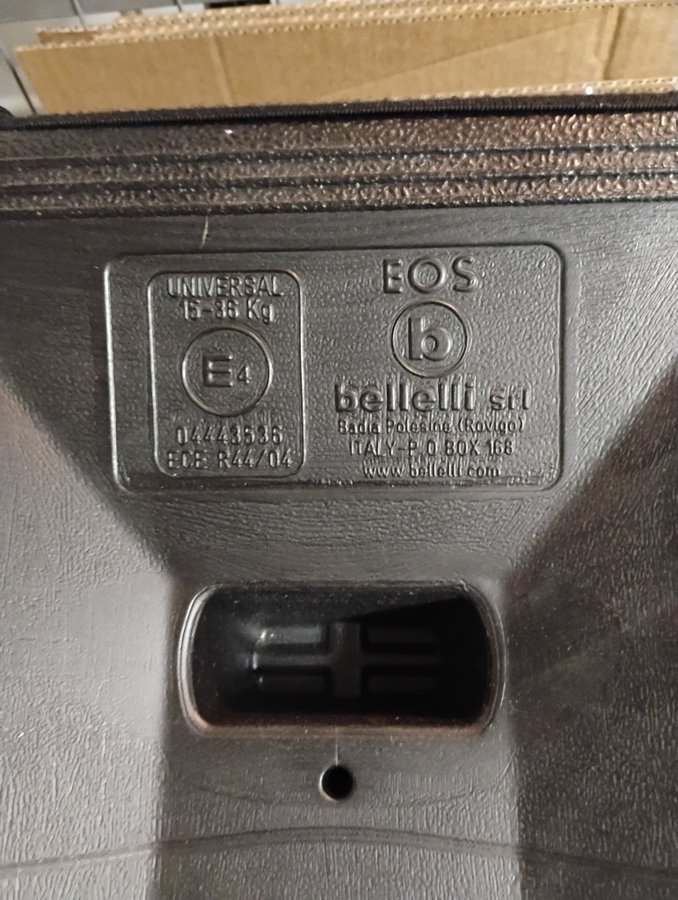 UNIVERSAL
15-36 Kg
E4
04443536
ECE R44/04
EOS
b
bellelli srl
Badia Polesine (Rovigo)
ITALY-P.O BOX 168
www.bellelli.com